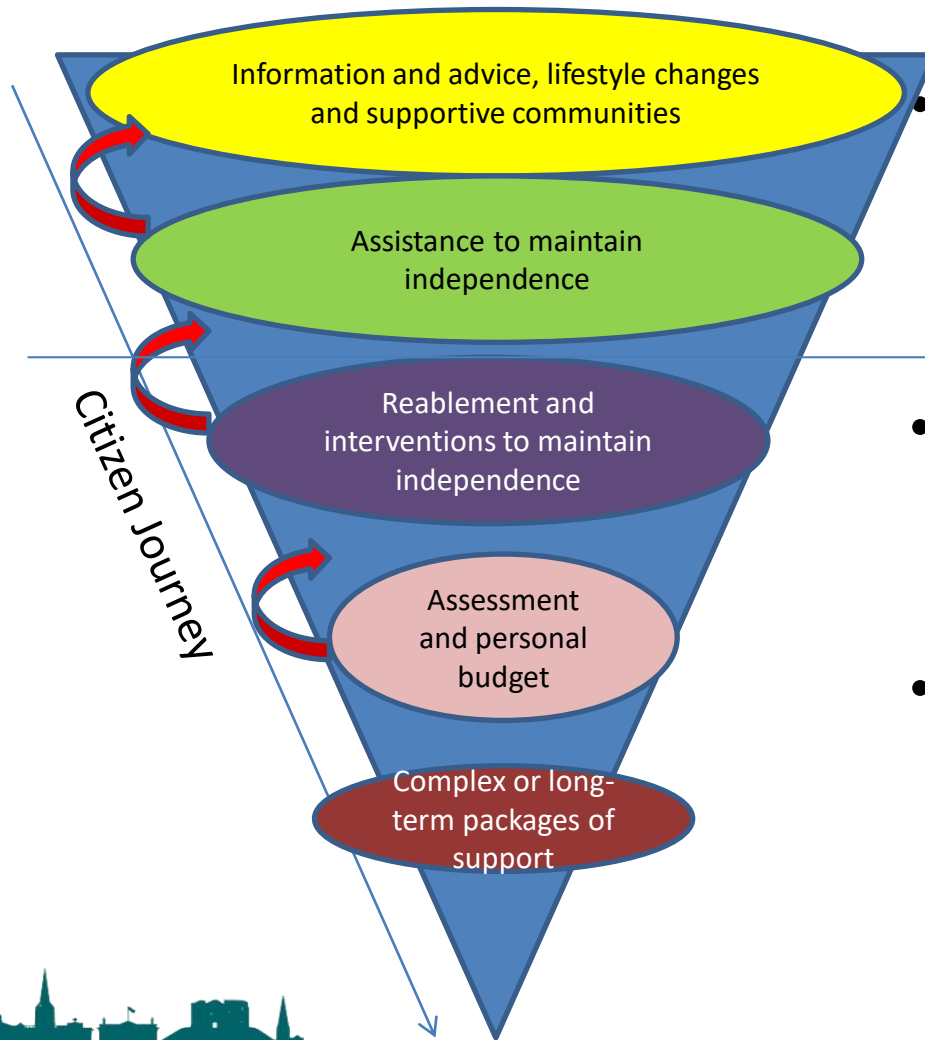 Information and advice, lifestyle changes
and supportive communities
Assistance to maintain
independence
Reablement and
interventions to maintain
independence
Citizen Journey
Assessment
and personal
budget
Complex or long-
term packages of
support